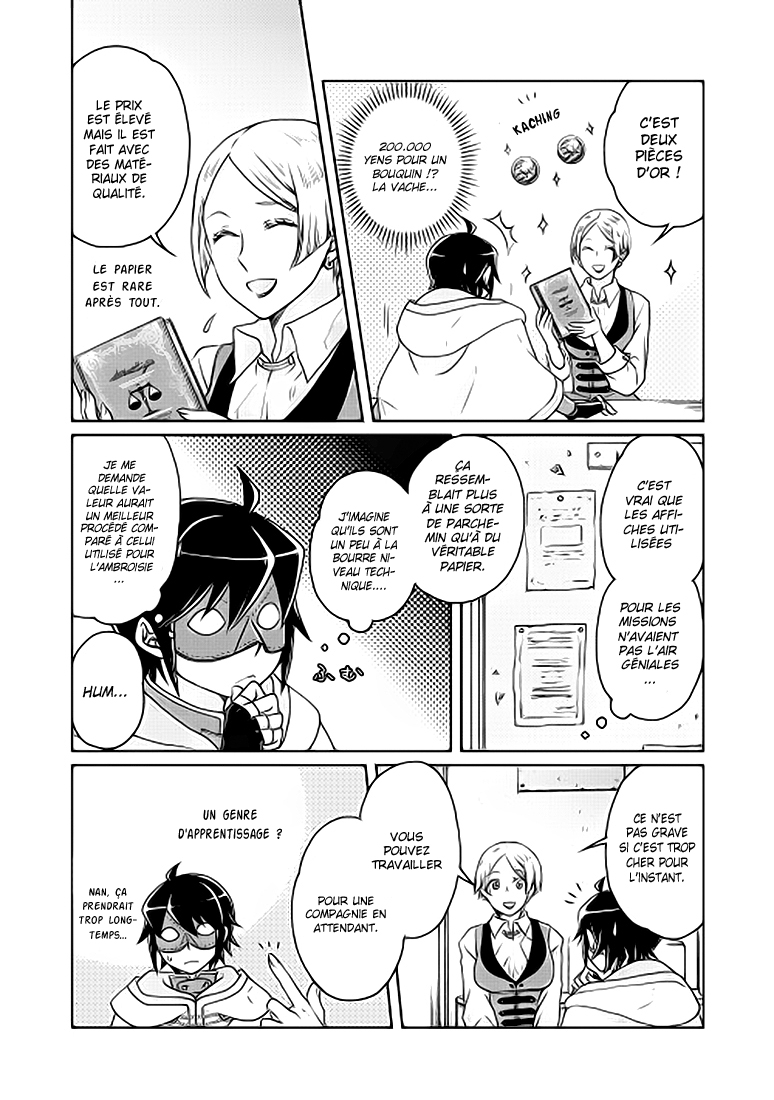 C'EST
DEUX
PIÈCES
D'OR !
KACHING
200.000
YENS POUR UN
BOUQUIN !?
LA VACHE...
LE PRIX
EST ÉLEVÉ
MAIS IL EST
FAIT AVEC
DES MATÉ-
RIAUX DE
QUALITÉ.
LE PAPIER
EST RARE
APRÈS TOUT.
C'EST
VRAI QUE
LES AFFI-
CHES UTI-
LISÉES
POUR LES
MISSIONS
N'AVAIENT
PAS L'AIR
GÉNIALES
...
ÇA
RESSEM-
BLAIT PLUS
À UNE SORTE
DE PARCHE-
MIN QU'À DU
VÉRITABLE
PAPIER.
J'IMAGINE
QU'ILS SONT
UN PEU À LA
BOURRE NI-
VEAU TECH-
NIQUE....
JE ME
DEMANDE
QUELLE VA-
LEUR AURAIT
UN MEILLEUR
PROCÉDÉ COM-
PARÉ À CELUI
UTILISÉ POUR
L'AMBROISIE
...
ふむ
HUM...
CE N'EST
PAS GRAVE
SI C'EST TROP
CHER POUR
L'INSTANT.
VOUS
POUVEZ
TRAVAILLER
POUR UNE
COMPAGNIE EN
ATTENDANT.
UN GENRE
D'APPRENTISSAGE ?
NAN, ÇA
PRENDRAIT
TROP LONG-
TEMPS...